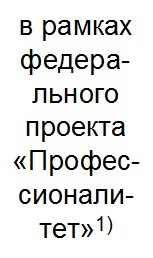 в рамках
федера-
льного
проекта
«Профес-
сионали-
тет»1)